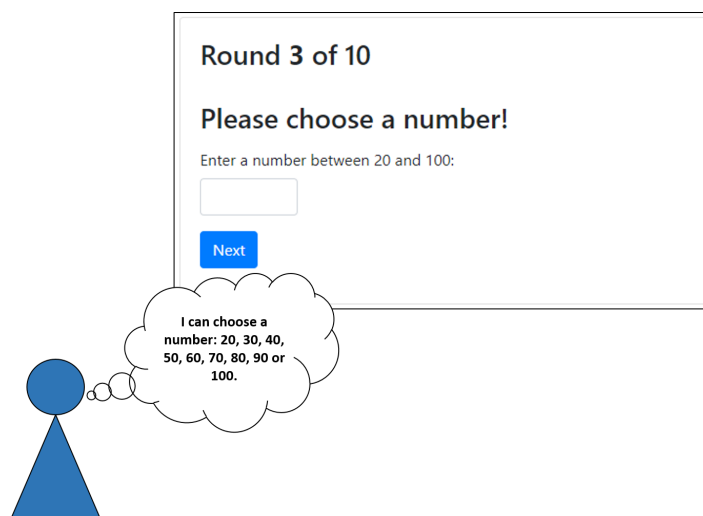 Round 3 of 10
Please choose a number!
Enter a number between 20 and 100:
Next
I can choose a
number: 20, 30, 40,
50, 60, 70, 80, 90 or
100.